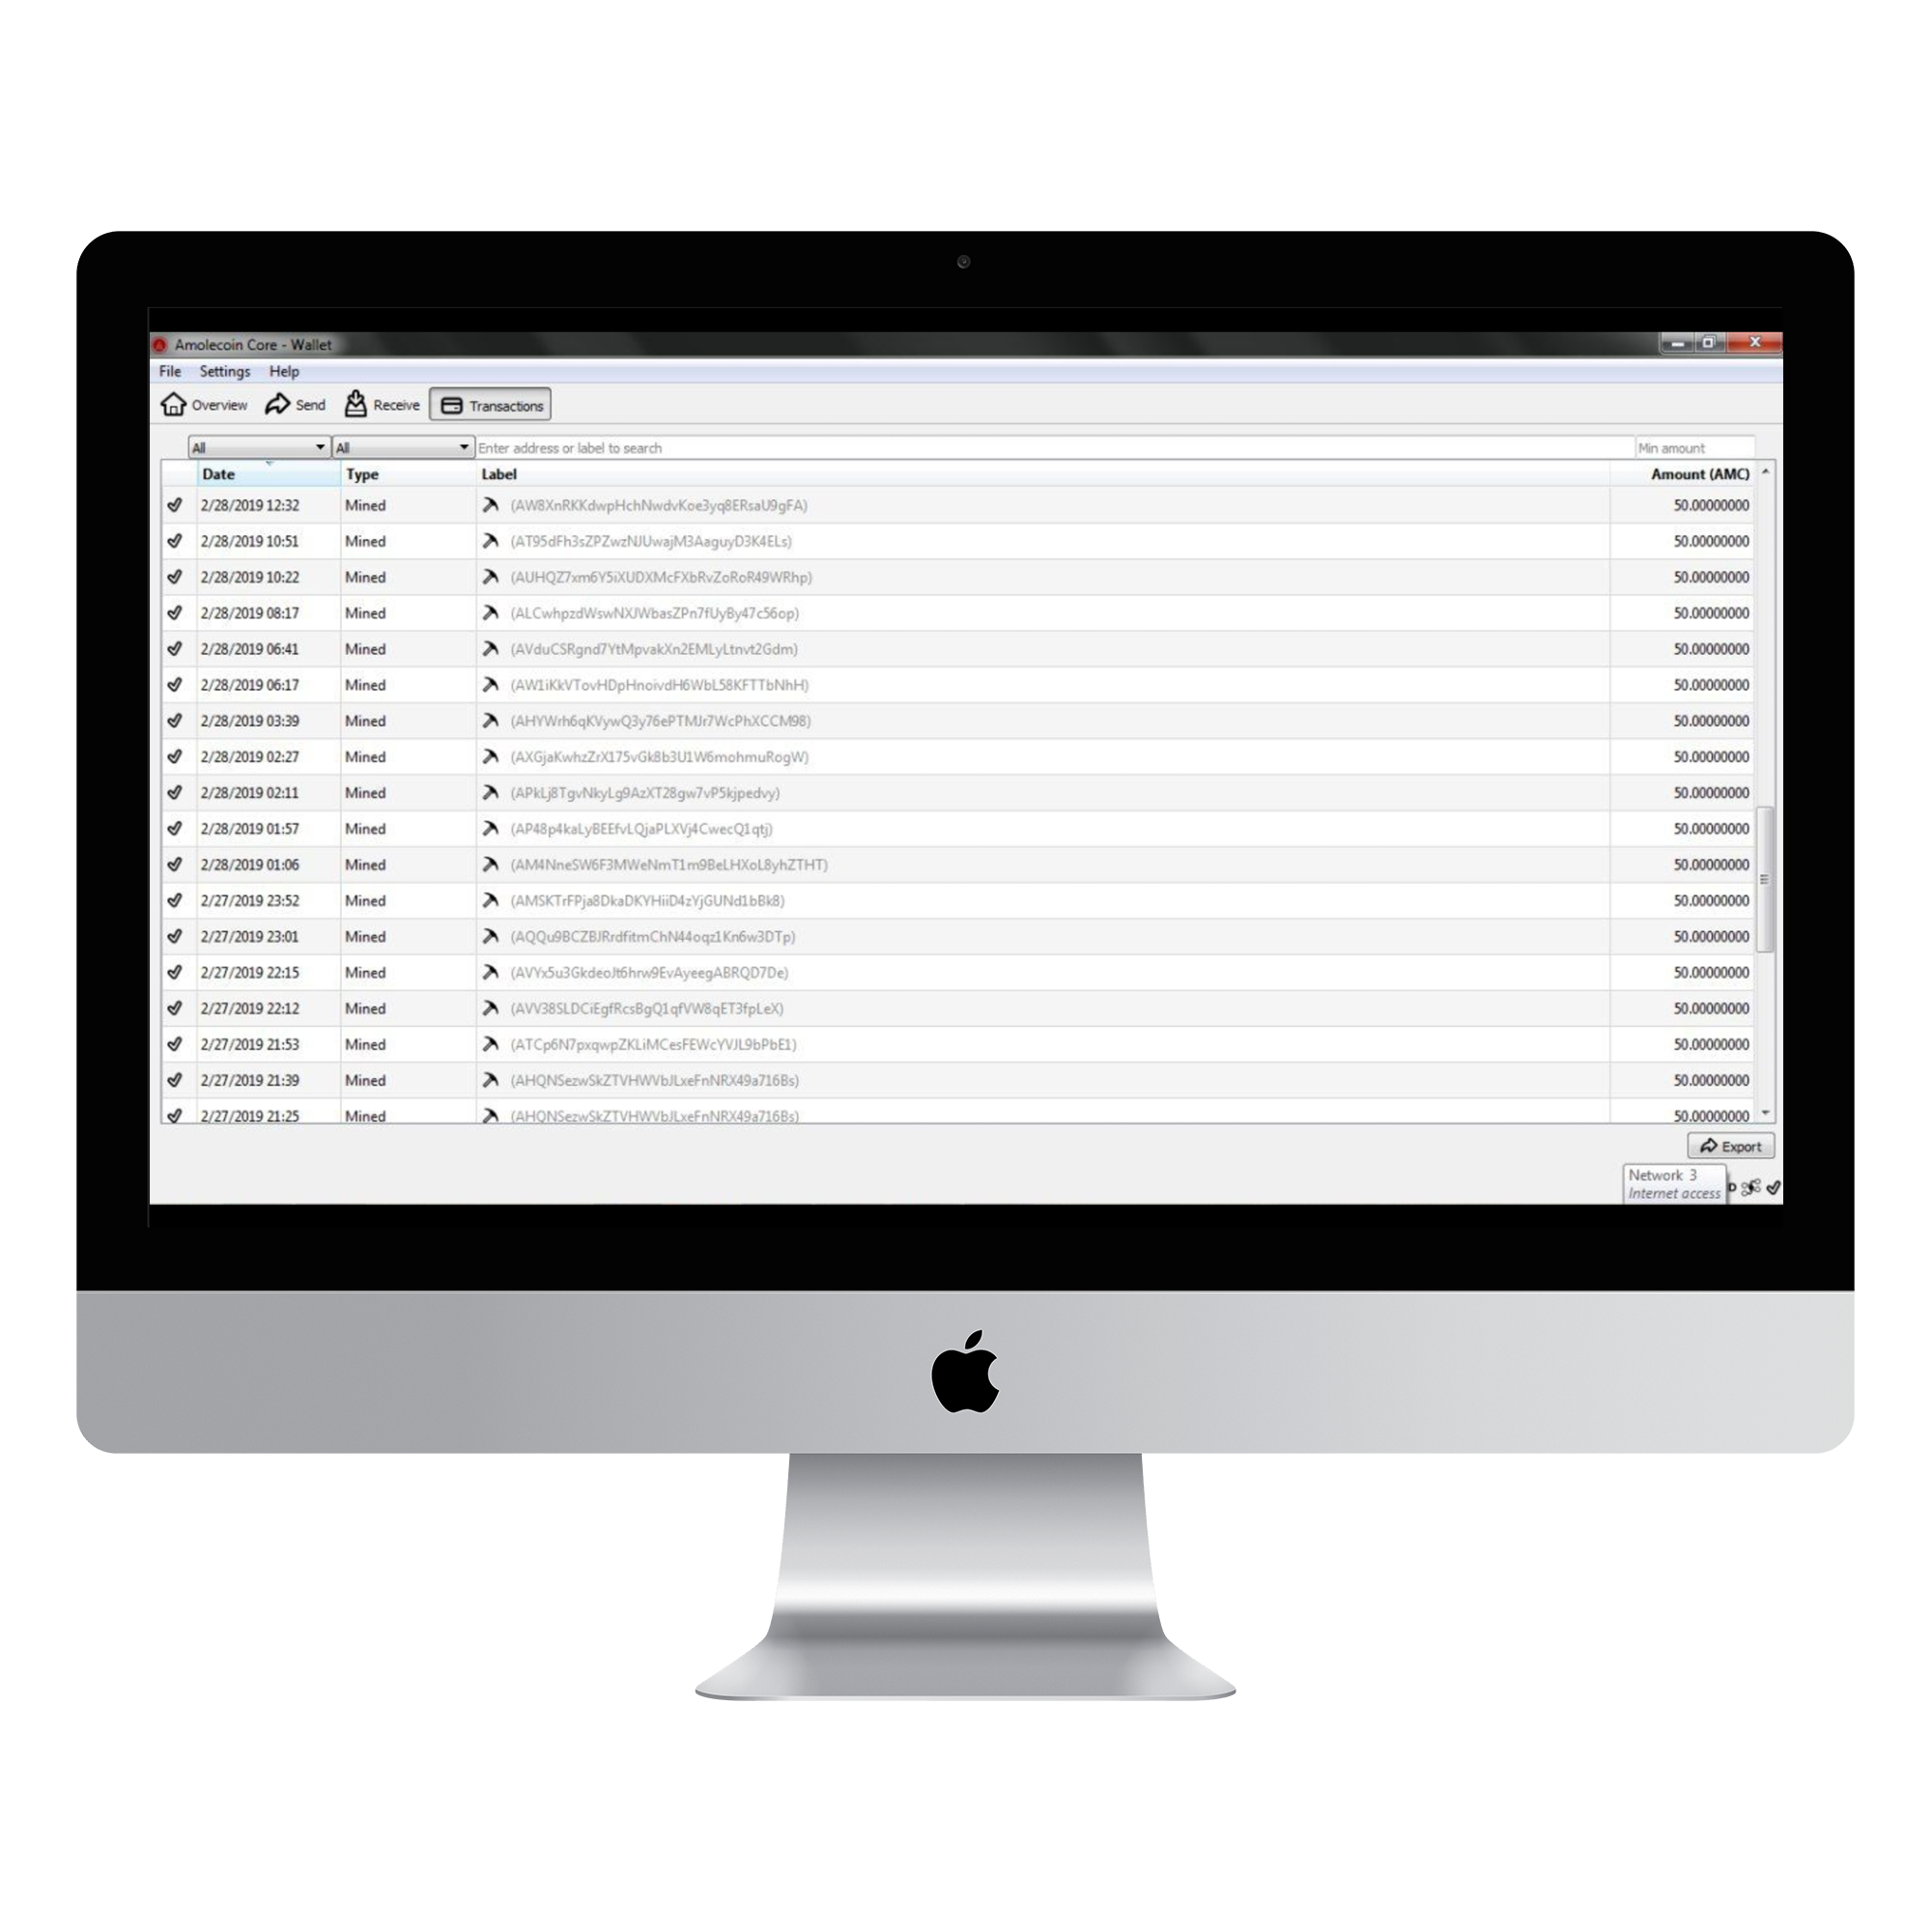 Amolecoin Core - Wallet
File Settings Help
Overview Send Receive Transactions
All All Enter address or label to search Min amount
Date Type Label Amount (AMC)
2/28/2019 12:32 Mined (AW8XnRKKdwpHchNwdvKoe3yq8ERsaU9gFA) 50.00000000
2/28/2019 10:51 Mined (AT95dFh3sZPZwzNJUwajM3AaguyD3K4ELs) 50.00000000
2/28/2019 10:22 Mined (AUHQZ7xm6Y5iXUDXMcFXbRvZoRoR49WRhp) 50.00000000
2/28/2019 08:17 Mined (ALCwhpzdWswNXJWbasZPn7fUyBy47c56op) 50.00000000
2/28/2019 06:41 Mined (AVduCSRgnd7YtMpvakXn2EMLyLtnvt2Gdm) 50.00000000
2/28/2019 06:17 Mined (AW1iKkVTovHDpHnoivdH6WbL58KFTTbNhH) 50.00000000
2/28/2019 03:39 Mined (AHYWrh6qKVywQ3y76ePTMJr7WcPhXCCM98) 50.00000000
2/28/2019 02:27 Mined (AXGjaKwhzZrX175vGk8b3U1W6mohmuRogW) 50.00000000
2/28/2019 02:11 Mined (APkLj8TgvNkyLg9AzXT28gw7vP5kjpedvy) 50.00000000
2/28/2019 01:57 Mined (AP48p4kaLyBEEfvLQjaPLXVj4CwecQ1qtj) 50.00000000
2/28/2019 01:06 Mined (AM4NneSW6F3MWeNmT1m9BeLHXoL8yhZTHT) 50.00000000
2/27/2019 23:52 Mined (AMSKTrFPja8DkaDKYHiiD4zYjGUNd1bBk8) 50.00000000
2/27/2019 23:01 Mined (AQQu9BCZBJRrdfitmChN44oqz1Kn6w3DTp) 50.00000000
2/27/2019 22:15 Mined (AVYx5u3GkdeoJt6hrw9EvAyeegABRQD7De) 50.00000000
2/27/2019 22:12 Mined (AVV38SLDCiEgfRcsBgQ1qfVW8qET3fpLeX) 50.00000000
2/27/2019 21:53 Mined (ATCp6N7pxqwpZKLiMCesFEWcYVJL9bPbE1) 50.00000000
2/27/2019 21:39 Mined (AHQNSezwSkZTVHWVbJLxeFnNRX49a716Bs) 50.00000000
2/27/2019 21:25 Mined (AHQNSezwSkZTVHWVbJLxeFnNRX49a716Bs) 50.00000000
Export
Network 3
Internet access